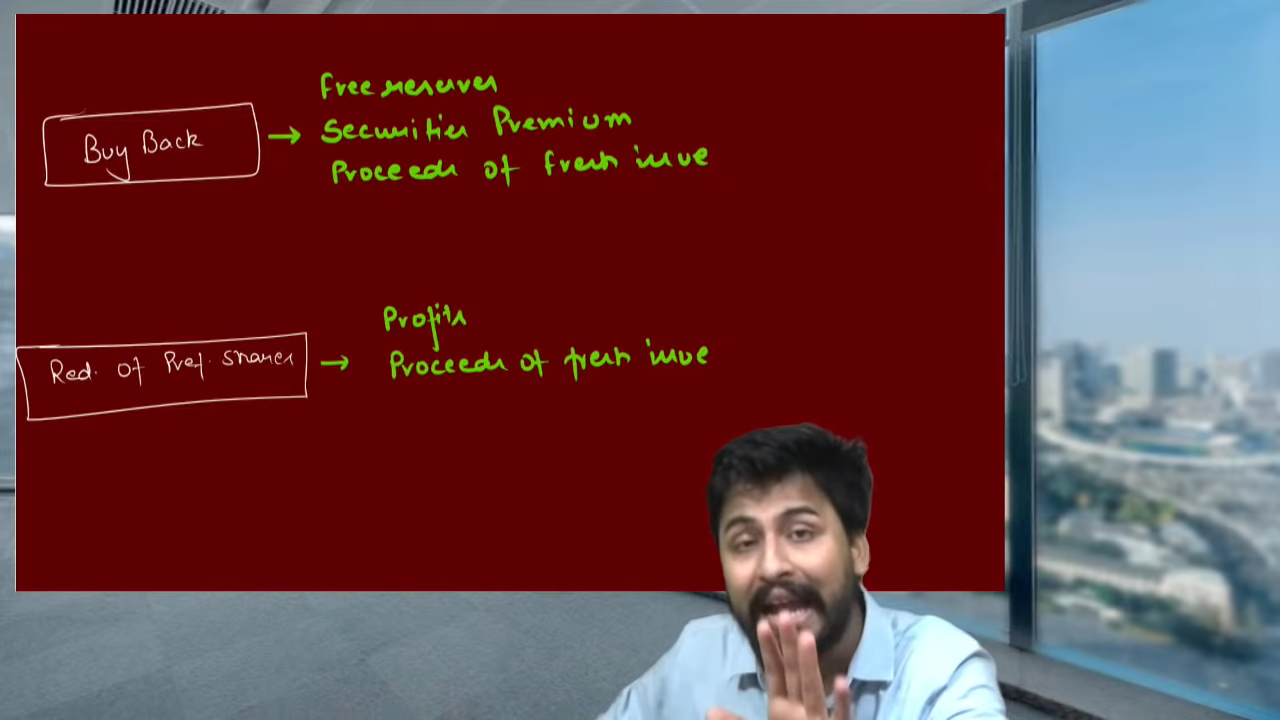 Buy Back →
Free reserves
Securities Premium
Proceeds of fresh issue
Red. of Pref. shares →
Profits
Proceeds of fresh issue